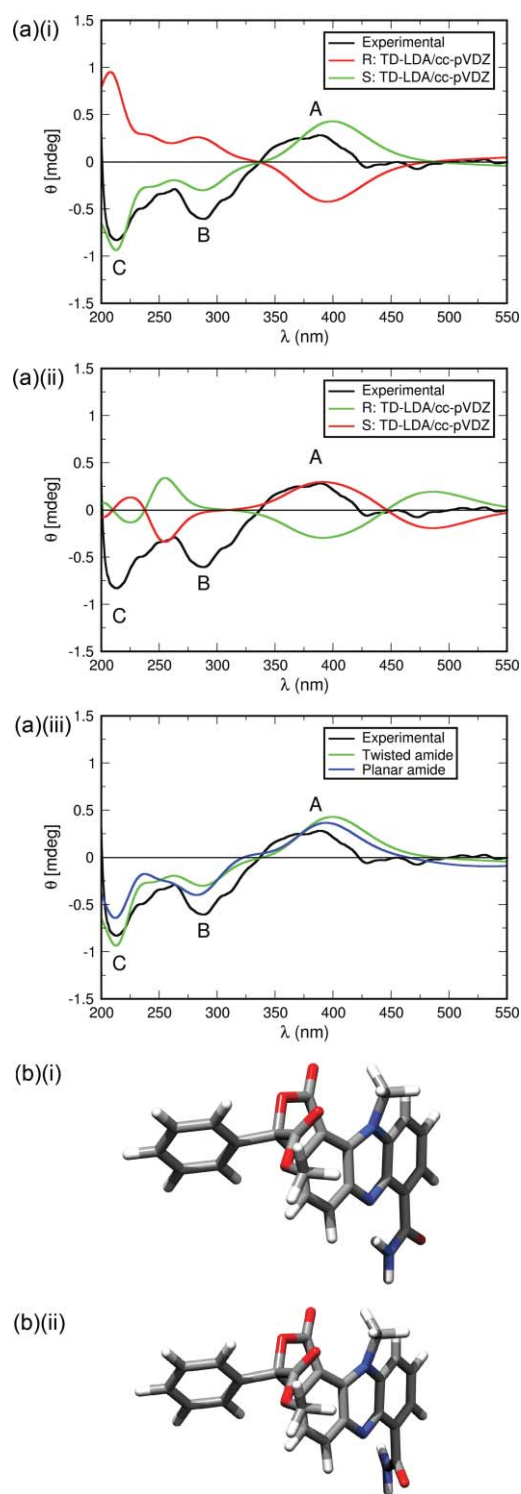 (a)(i)
1.5
Experimental
R: TD-LDA/cc-pVDZ
S: TD-LDA/cc-pVDZ
1
0.5
A
0
θ [mdeg]
-0.5
B
-1
C
-1.5
200 250 300 350 400 450 500 550
λ (nm)
(a)(ii)
1.5
Experimental
R: TD-LDA/cc-pVDZ
S: TD-LDA/cc-pVDZ
1
0.5
A
0
θ [mdeg]
-0.5
B
C
-1
-1.5
200 250 300 350 400 450 500 550
λ (nm)
(a)(iii)
1.5
Experimental
Twisted amide
Planar amide
1
0.5
A
0
θ [mdeg]
-0.5
B
-1
C
-1.5
200 250 300 350 400 450 500 550
λ (nm)
(b)(i)
(b)(ii)